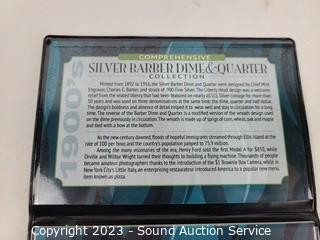 COMPREHENSIVE
SILVER BARBER DIME & QUARTER
COLLECTION
1900's
Minted from 1892 to 1916, the Silver Barber Dime and Quarter were designed by Chief Mint
Engraver, Charles E. Barber, and struck of .900 Fine Silver. The Liberty Head design was a welcome
relief from the seated liberty that had been featured on nearly all U.S. Silver coinage for more than
50 years and was used on three denominations at the same time; the dime, quarter and half dollar.
The design's boldness and absence of detail helped it to wear well and stay in circulation for a long
time. The reverse of the Barber Dime and Quarter is a modified version of the wreath design used
on the dime previously in circulation. The wreath is made up of sprigs of corn, wheat, oak and maple
and tied with a bow at the bottom.
As the new century dawned, floods of hopeful immigrants streamed through Ellis Island at the
rate of 100 per hour, and the country's population jumped to 75.9 million.
Among the many visionaries of the era, Henry Ford sold the first Model A for $850, while
Orville and Wilbur Wright turned their thoughts to building a flying machine. Thousands of people
became amateur photographers thanks to the introduction of the $1 Brownie Box Camera, while in
New York City's Little Italy, an enterprising restaurateur introduced America to a popular new menu
item known as pizza.
Copyright 2023 - Sound Auction Service